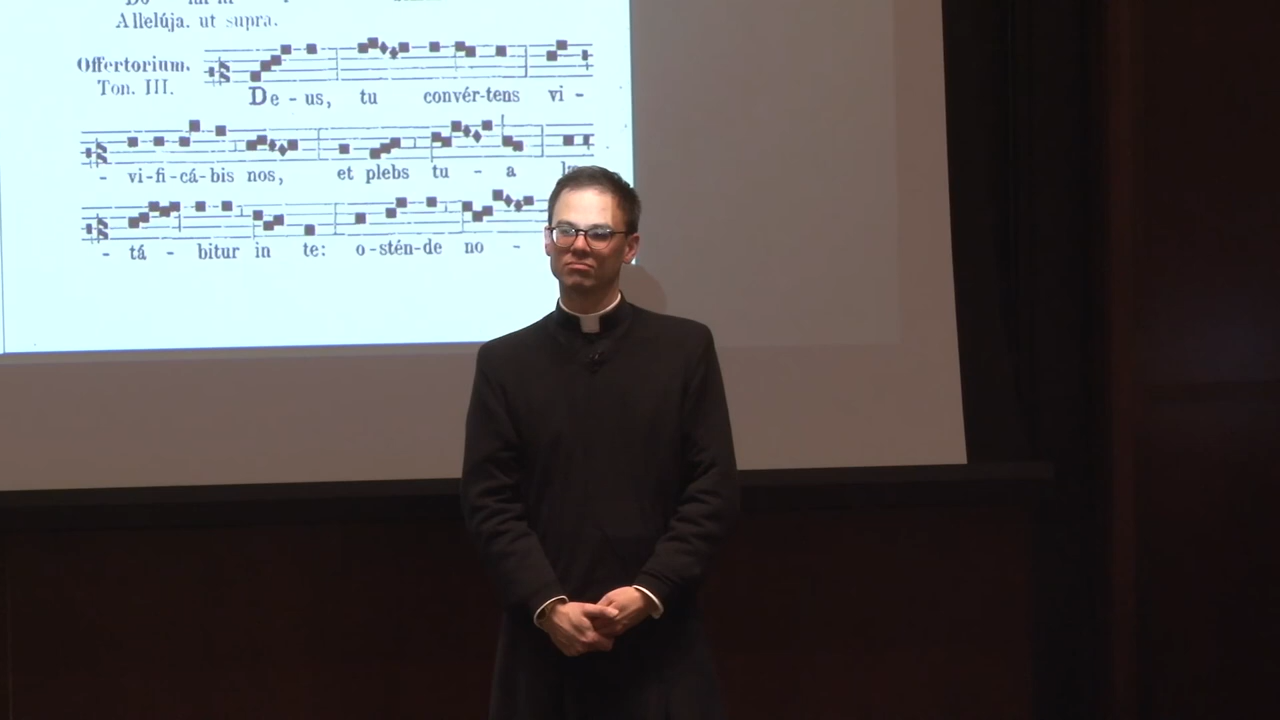 Allelúja. ut supra.
Offertorium.
Ton. III.
De - us, tu convér-tens vi -
- vi-fi-cá-bis nos, et plebs tu - a
- tá - bitur in te: o-stén-de no -